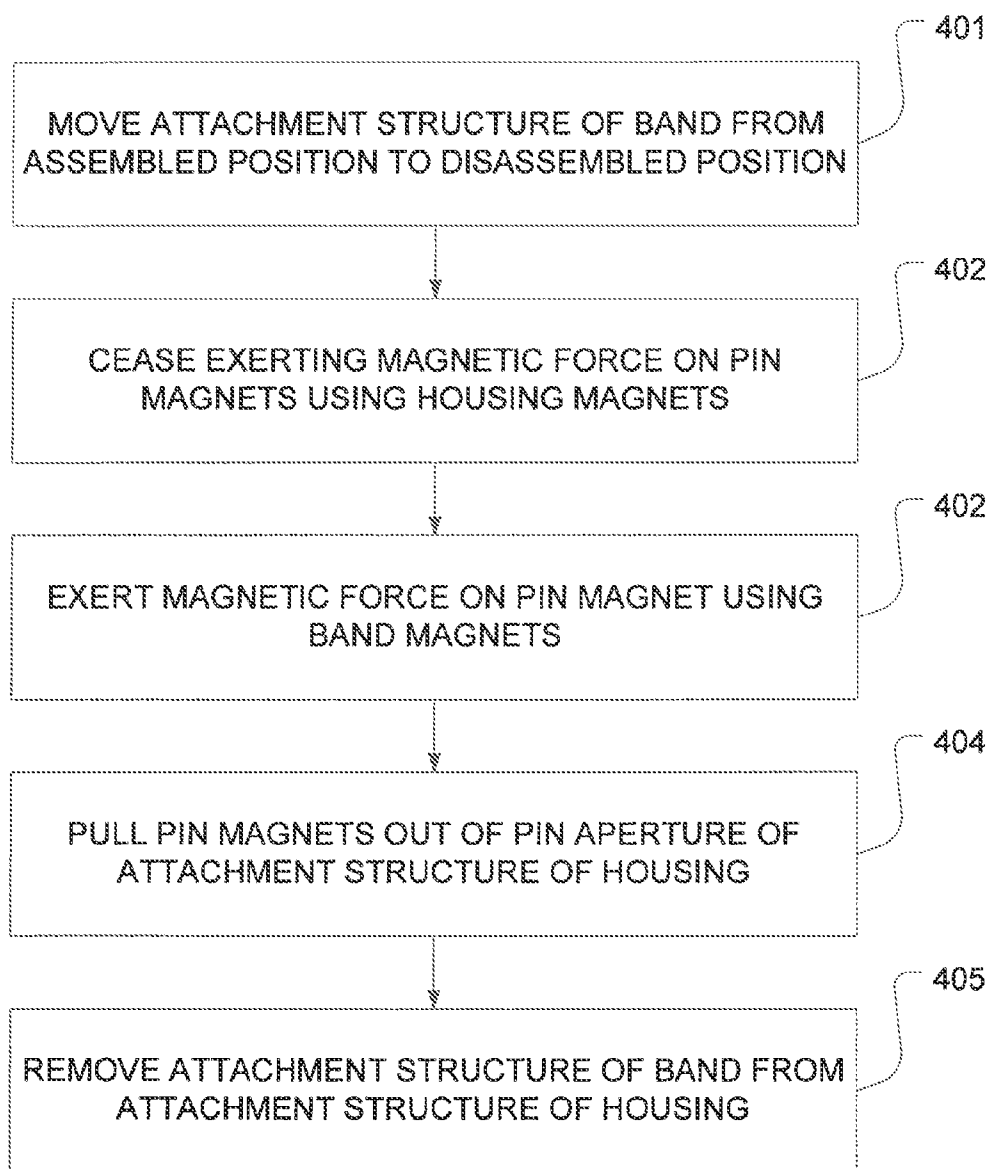 401
MOVE ATTACHMENT STRUCTURE OF BAND FROM
ASSEMBLED POSITION TO DISASSEMBLED POSITION
402
CEASE EXERTING MAGNETIC FORCE ON PIN
MAGNETS USING HOUSING MAGNETS
402
EXERT MAGNETIC FORCE ON PIN MAGNET USING
BAND MAGNETS
404
PULL PIN MAGNETS OUT OF PIN APERTURE OF
ATTACHMENT STRUCTURE OF HOUSING
405
REMOVE ATTACHMENT STRUCTURE OF BAND FROM
ATTACHMENT STRUCTURE OF HOUSING